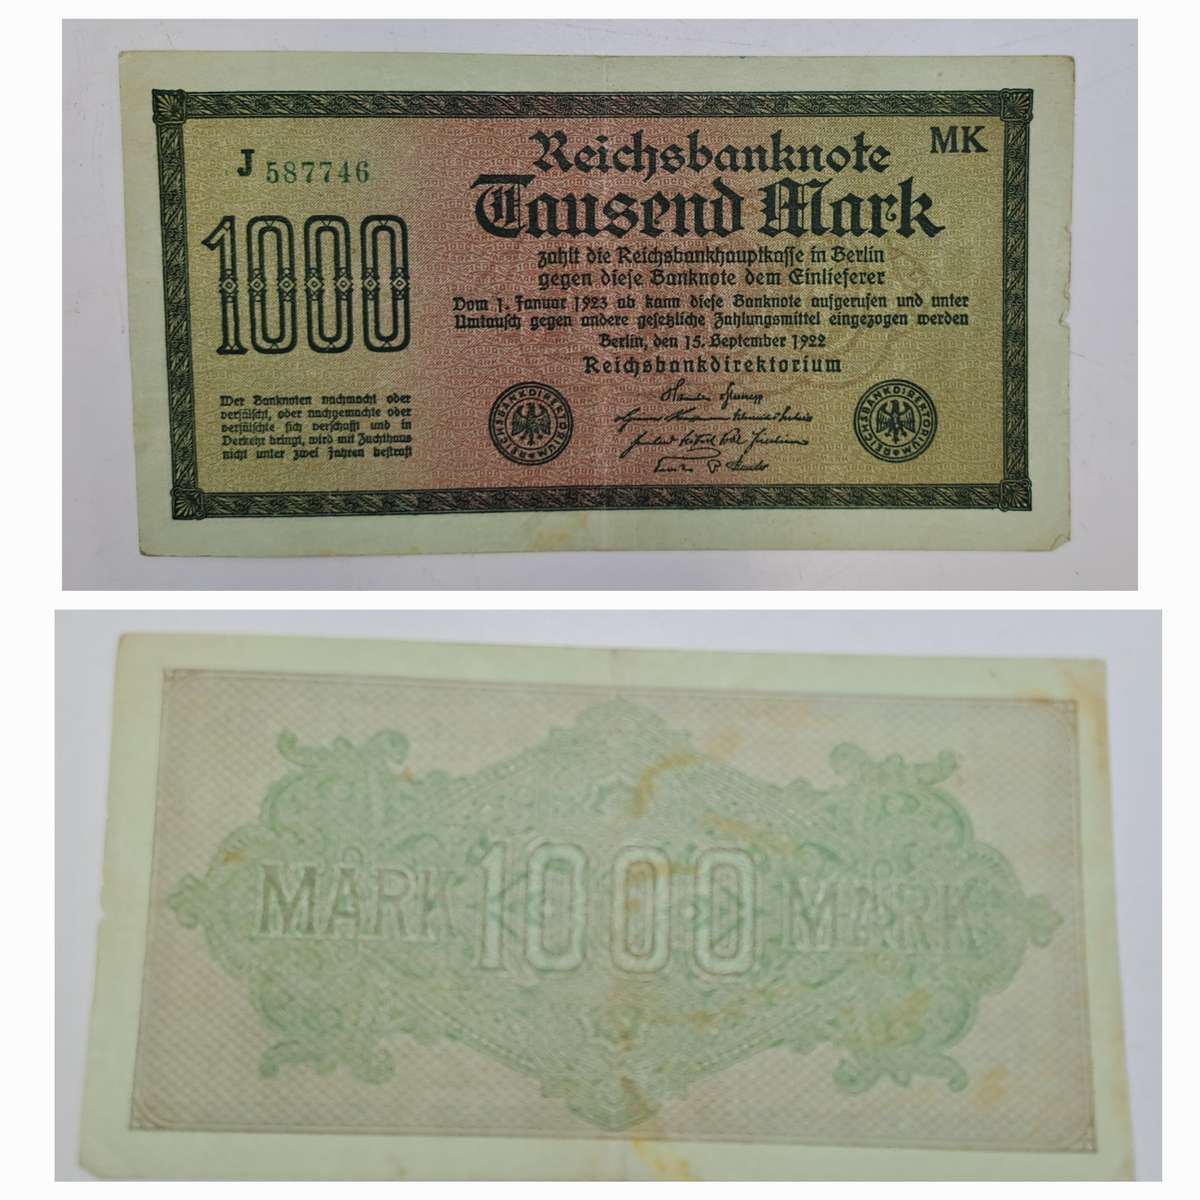 J 587746
MK
Reichsbanknote
Tausend Mark
zahlt die Reichsbankhauptkasse in Berlin
gegen diese Banknote dem Einlieferer
Vom 1. Januar 1923 ab kann diese Banknote aufgerufen und unter
Umtausch gegen andere gesetzliche Zahlungsmittel eingezogen werden
Berlin, den 15. September 1922
Reichsbankdirektorium
1000
Wer Banknoten nachmacht oder
verfälscht, oder nachgemachte oder
verfälschte sich verschafft und in
Verkehr bringt, wird mit Zuchthaus
nicht unter zwei Jahren bestraft
REICHSBANKDIREKTORIUM
REICHSBANKDIREKTORIUM
MARK 1000 MARK